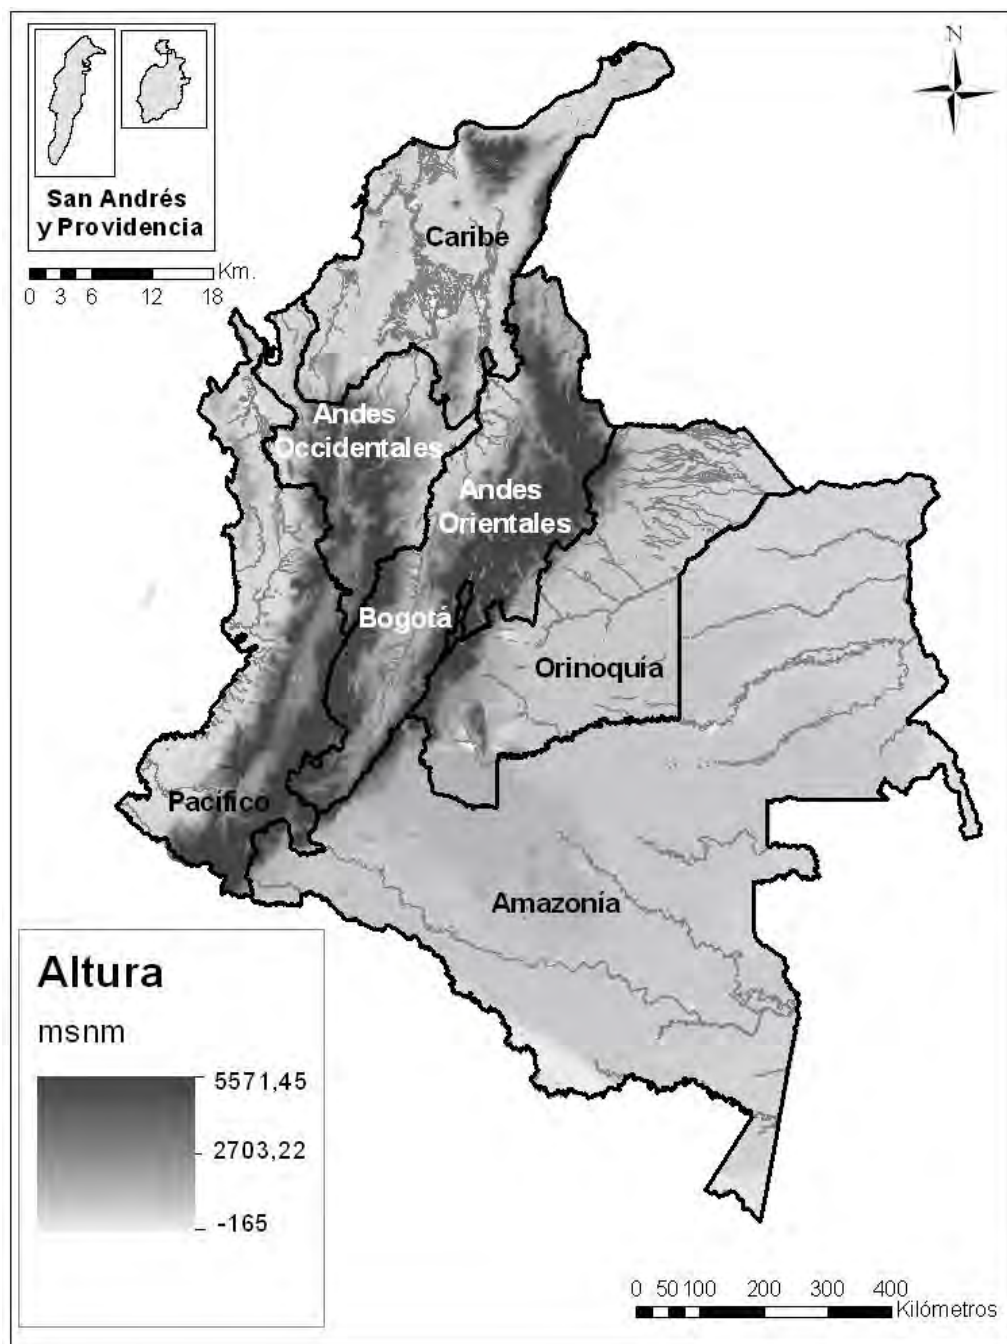 N
San Andrés
y Providencia
Km.
0 3 6 12 18
Caribe
Andes
Occidentales
Andes
Orientales
Bogotá
Orinoquía
Pacífico
Amazonía
Altura
msnm
5571,45
2703,22
-165
0 50 100 200 300 400
Kilómetros